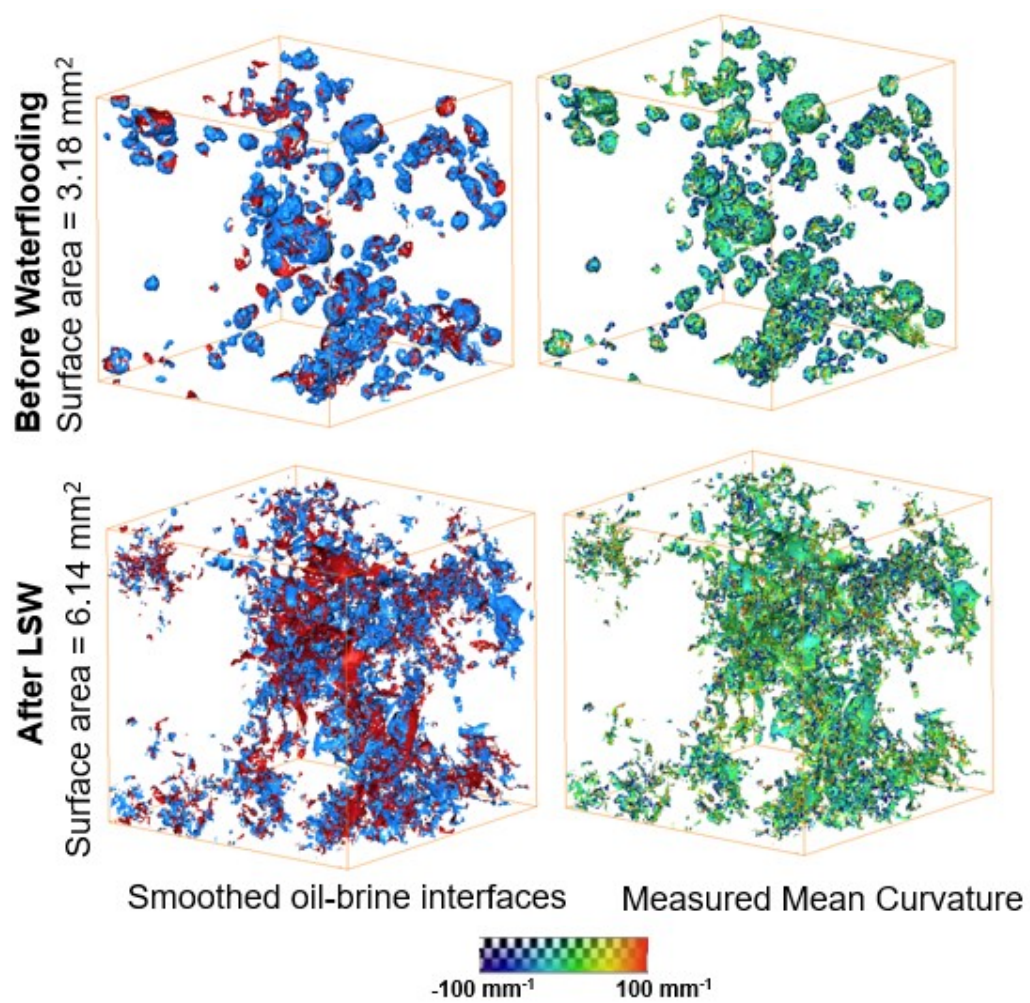 Before Waterflooding
Surface area = 3.18 mm²
After LSW
Surface area = 6.14 mm²
Smoothed oil-brine interfaces
Measured Mean Curvature
-100 mm⁻¹
100 mm⁻¹